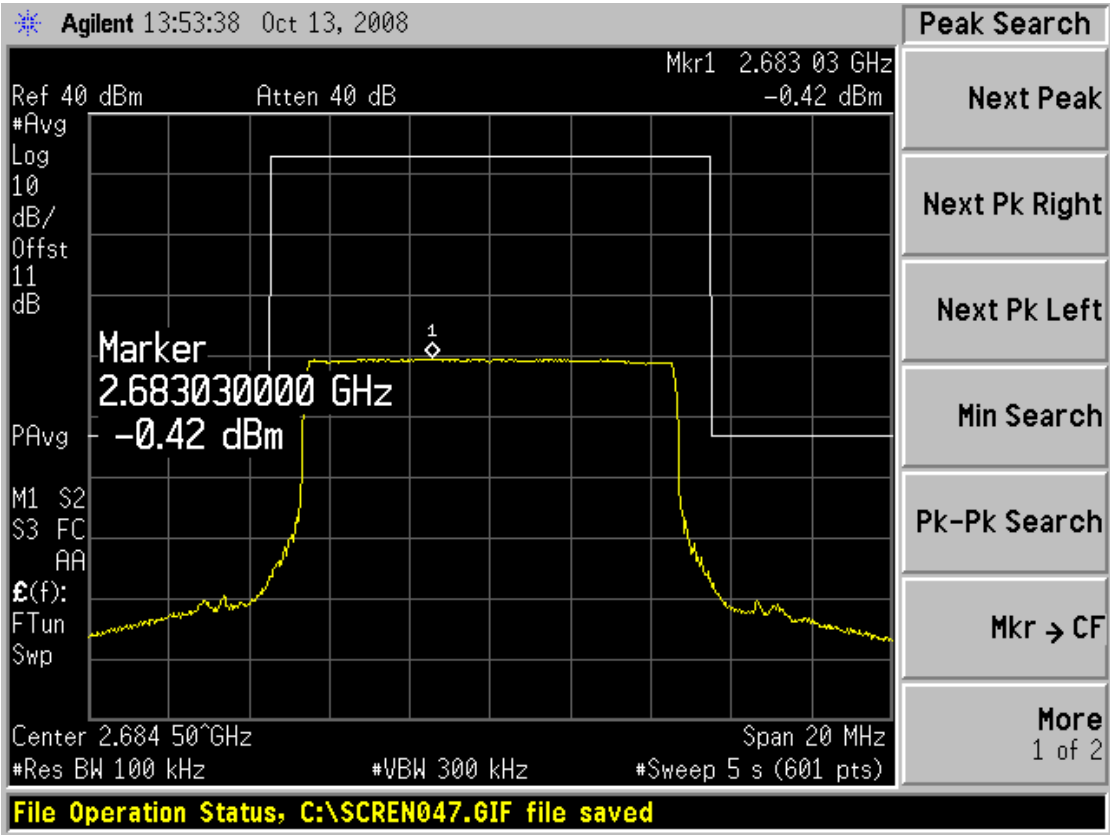 Agilent 13:53:38 Oct 13, 2008
Peak Search
Mkr1 2.683 03 GHz
Ref 40 dBm Atten 40 dB -0.42 dBm
#Avg
Log
10
dB/
Offst
11
dB
1
Marker
2.683030000 GHz
-0.42 dBm
PAvg
M1 S2
S3 FC
AA
£(f):
FTun
Swp
Center 2.684 50^GHz Span 20 MHz
#Res BW 100 kHz #VBW 300 kHz #Sweep 5 s (601 pts)
File Operation Status, C:\SCREN047.GIF file saved
Next Peak
Next Pk Right
Next Pk Left
Min Search
Pk-Pk Search
Mkr → CF
More
1 of 2